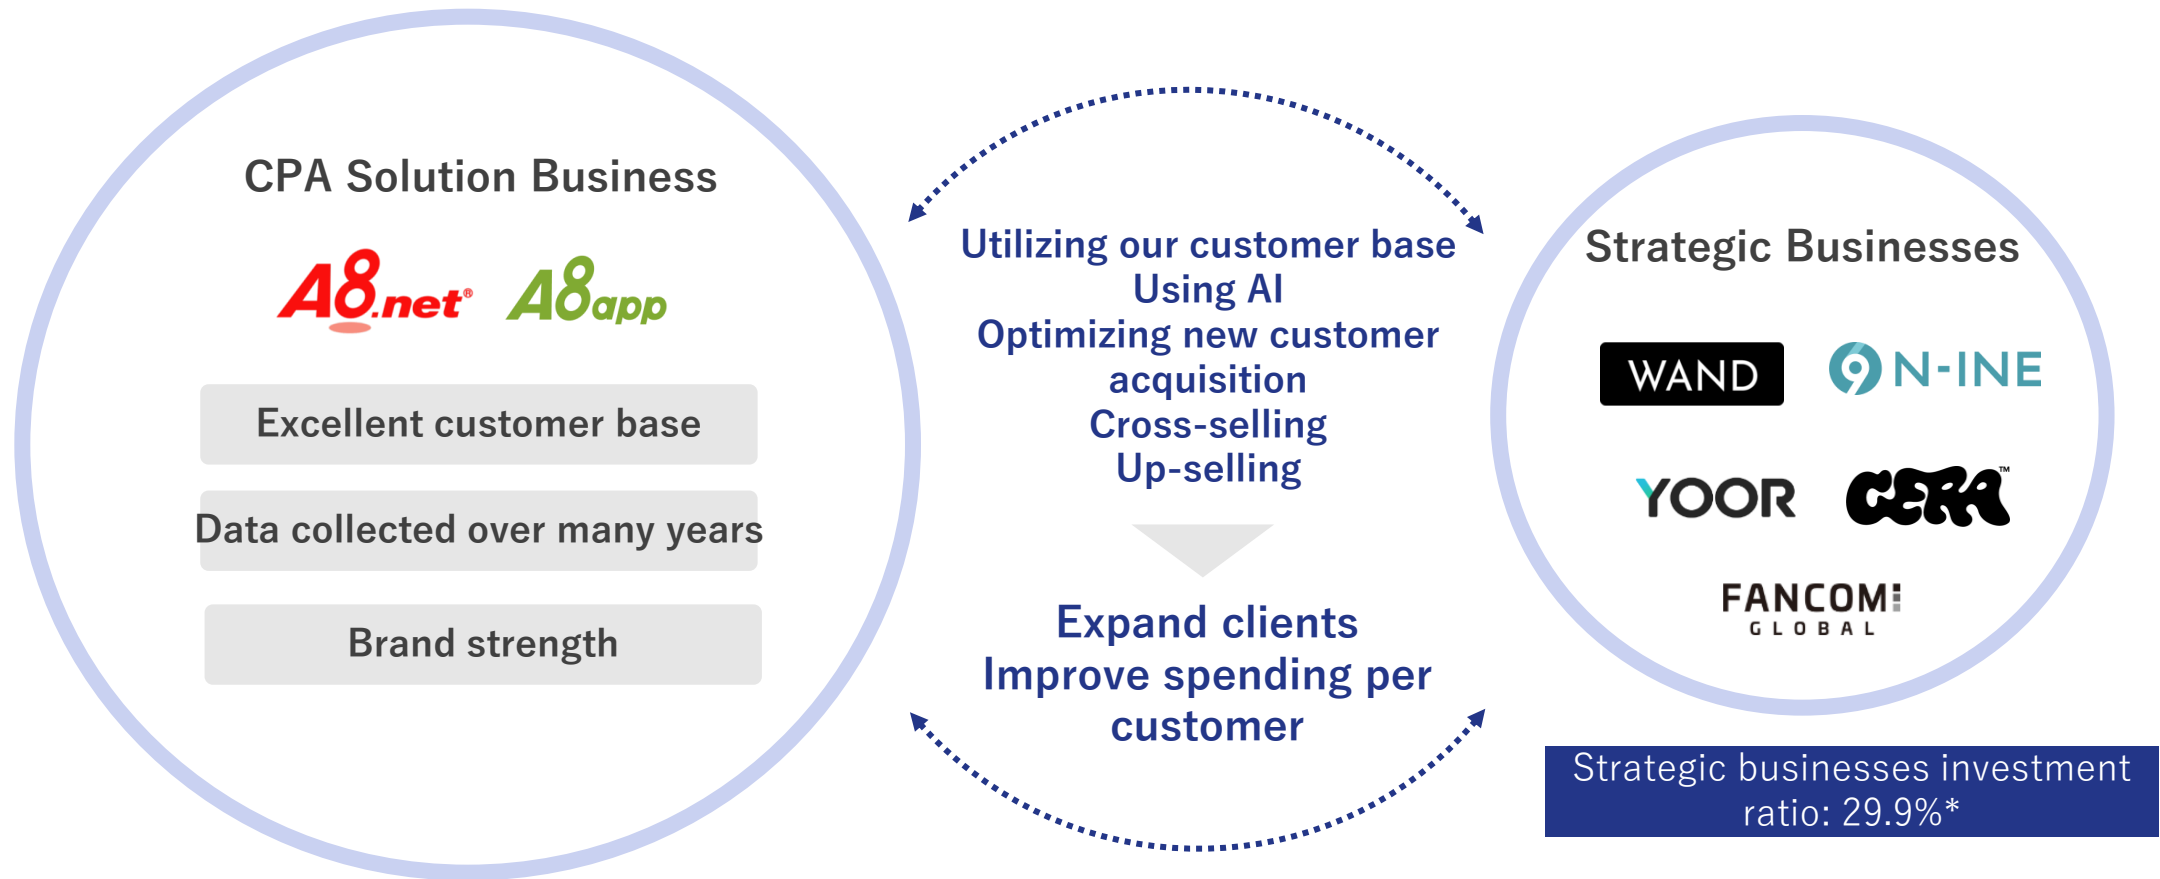 CPA Solution Business
A8.net®
A8app
Excellent customer base
Data collected over many years
Brand strength
Utilizing our customer base
Using AI
Optimizing new customer
acquisition
Cross-selling
Up-selling
Expand clients
Improve spending per
customer
Strategic Businesses
WAND
N-INE
YOOR
CERA™
FANCOMI
GLOBAL
Strategic businesses investment
ratio: 29.9%*